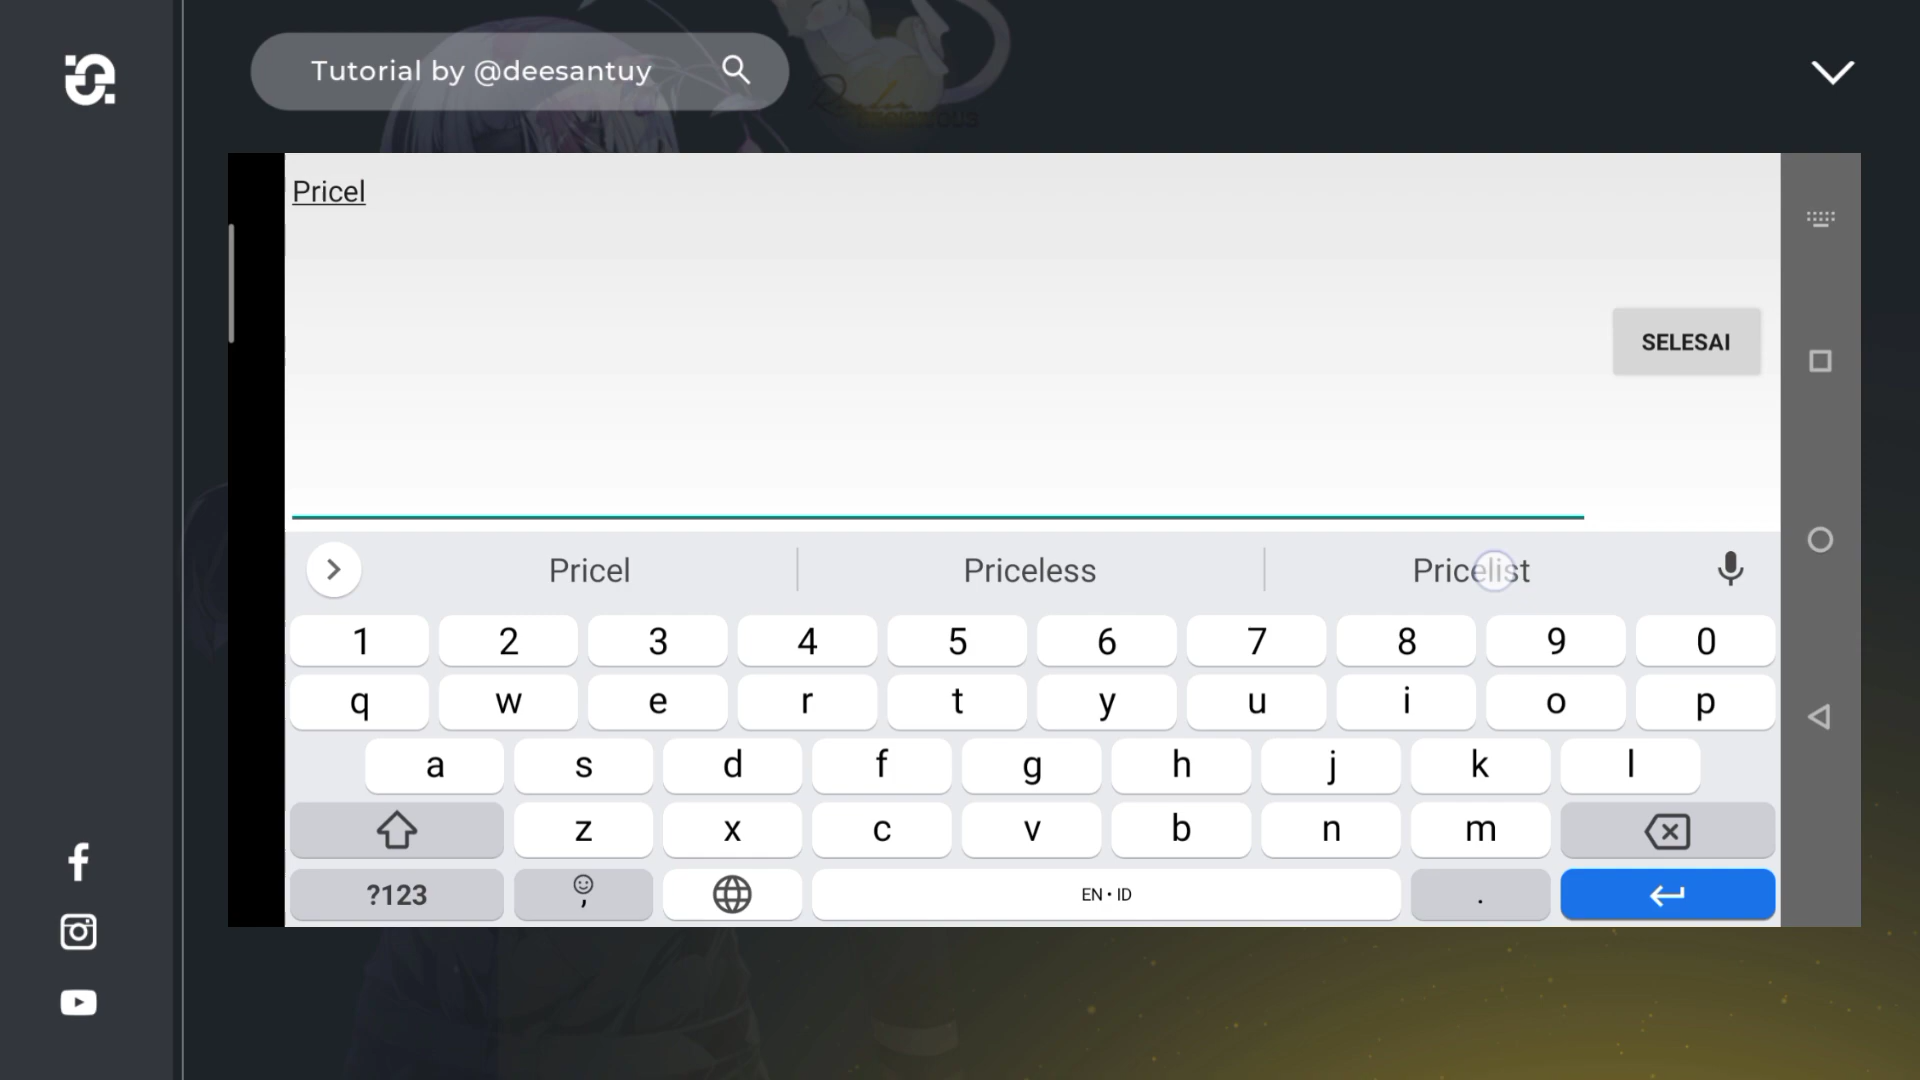 Tutorial by @deesantuy
Pricel
SELESAI
Pricel Priceless Pricelist
1 2 3 4 5 6 7 8 9 0
q w e r t y u i o p
a s d f g h j k l
z x c v b n m
?123 , EN • ID .